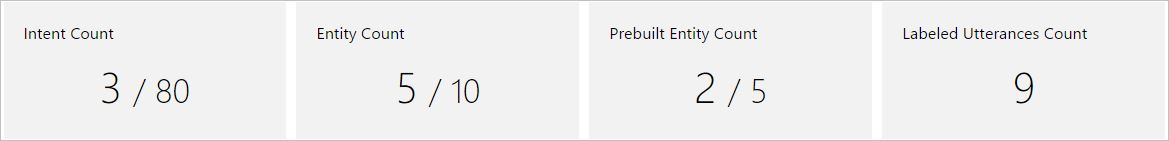 Intent Count
3 / 80
Entity Count
5 / 10
Prebuilt Entity Count
2 / 5
Labeled Utterances Count
9